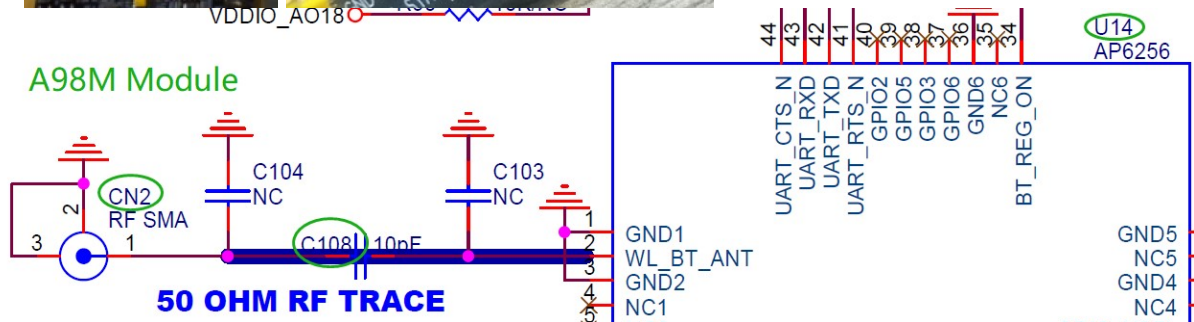 VDDIO_AO18
A98M Module
U14
AP6256
44
43
42
41
40
39
38
37
36
35
34
UART_CTS_N
UART_RXD
UART_TXD
UART_RTS_N
GPIO2
GPIO5
GPIO3
GPIO6
GND6
NC6
BT_REG_ON
C104
NC
C103
NC
CN2
RF SMA
2
3
1
C108
10pF
50 OHM RF TRACE
1
2
3
4
5
GND1
WL_BT_ANT
GND2
NC1
GND5
NC5
GND4
NC4